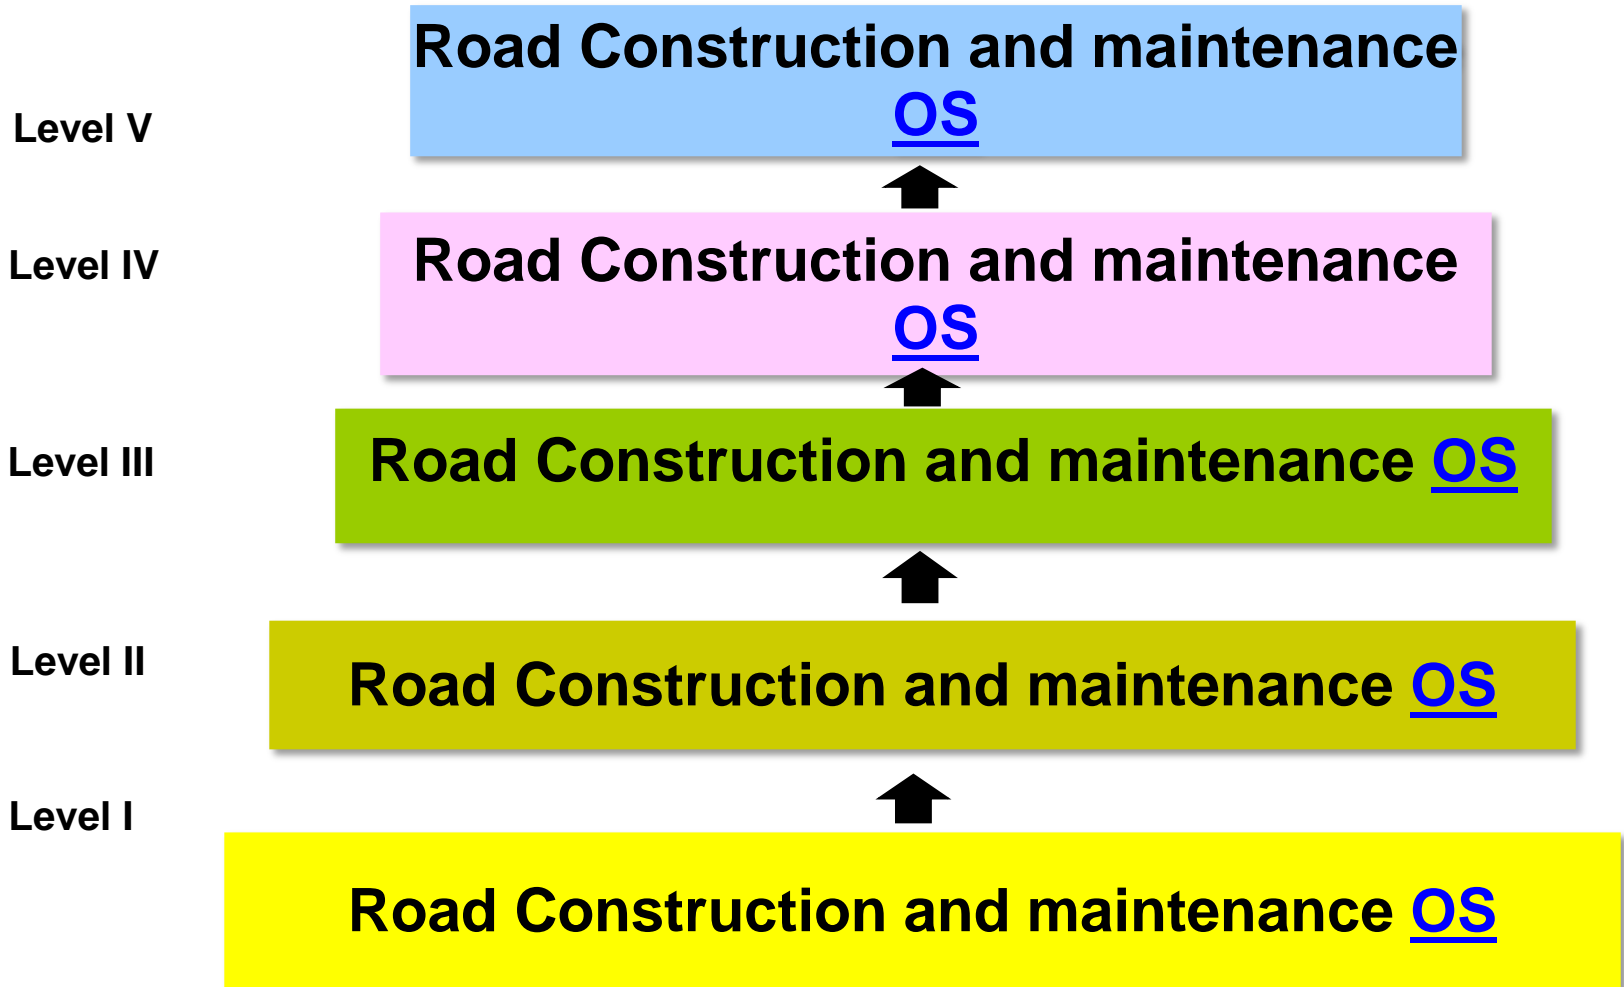 Road Construction and maintenance
OS
Level V
Road Construction and maintenance
OS
Level IV
Road Construction and maintenance OS
Level III
Road Construction and maintenance OS
Level II
Level I
Road Construction and maintenance OS